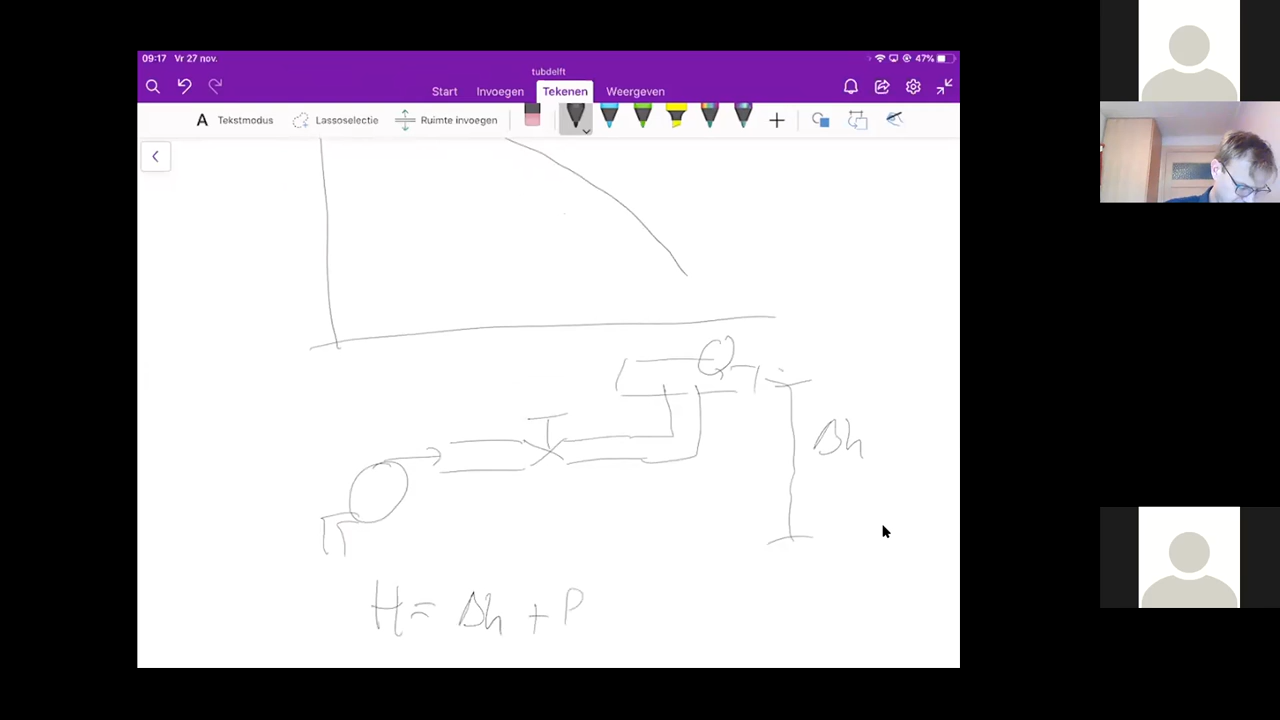 09:17 Vr 27 nov.
47%
tubdelft
Start Invoegen Tekenen Weergeven
A Tekstmodus Lassoselectie Ruimte invoegen
Δh
H = Δh + P